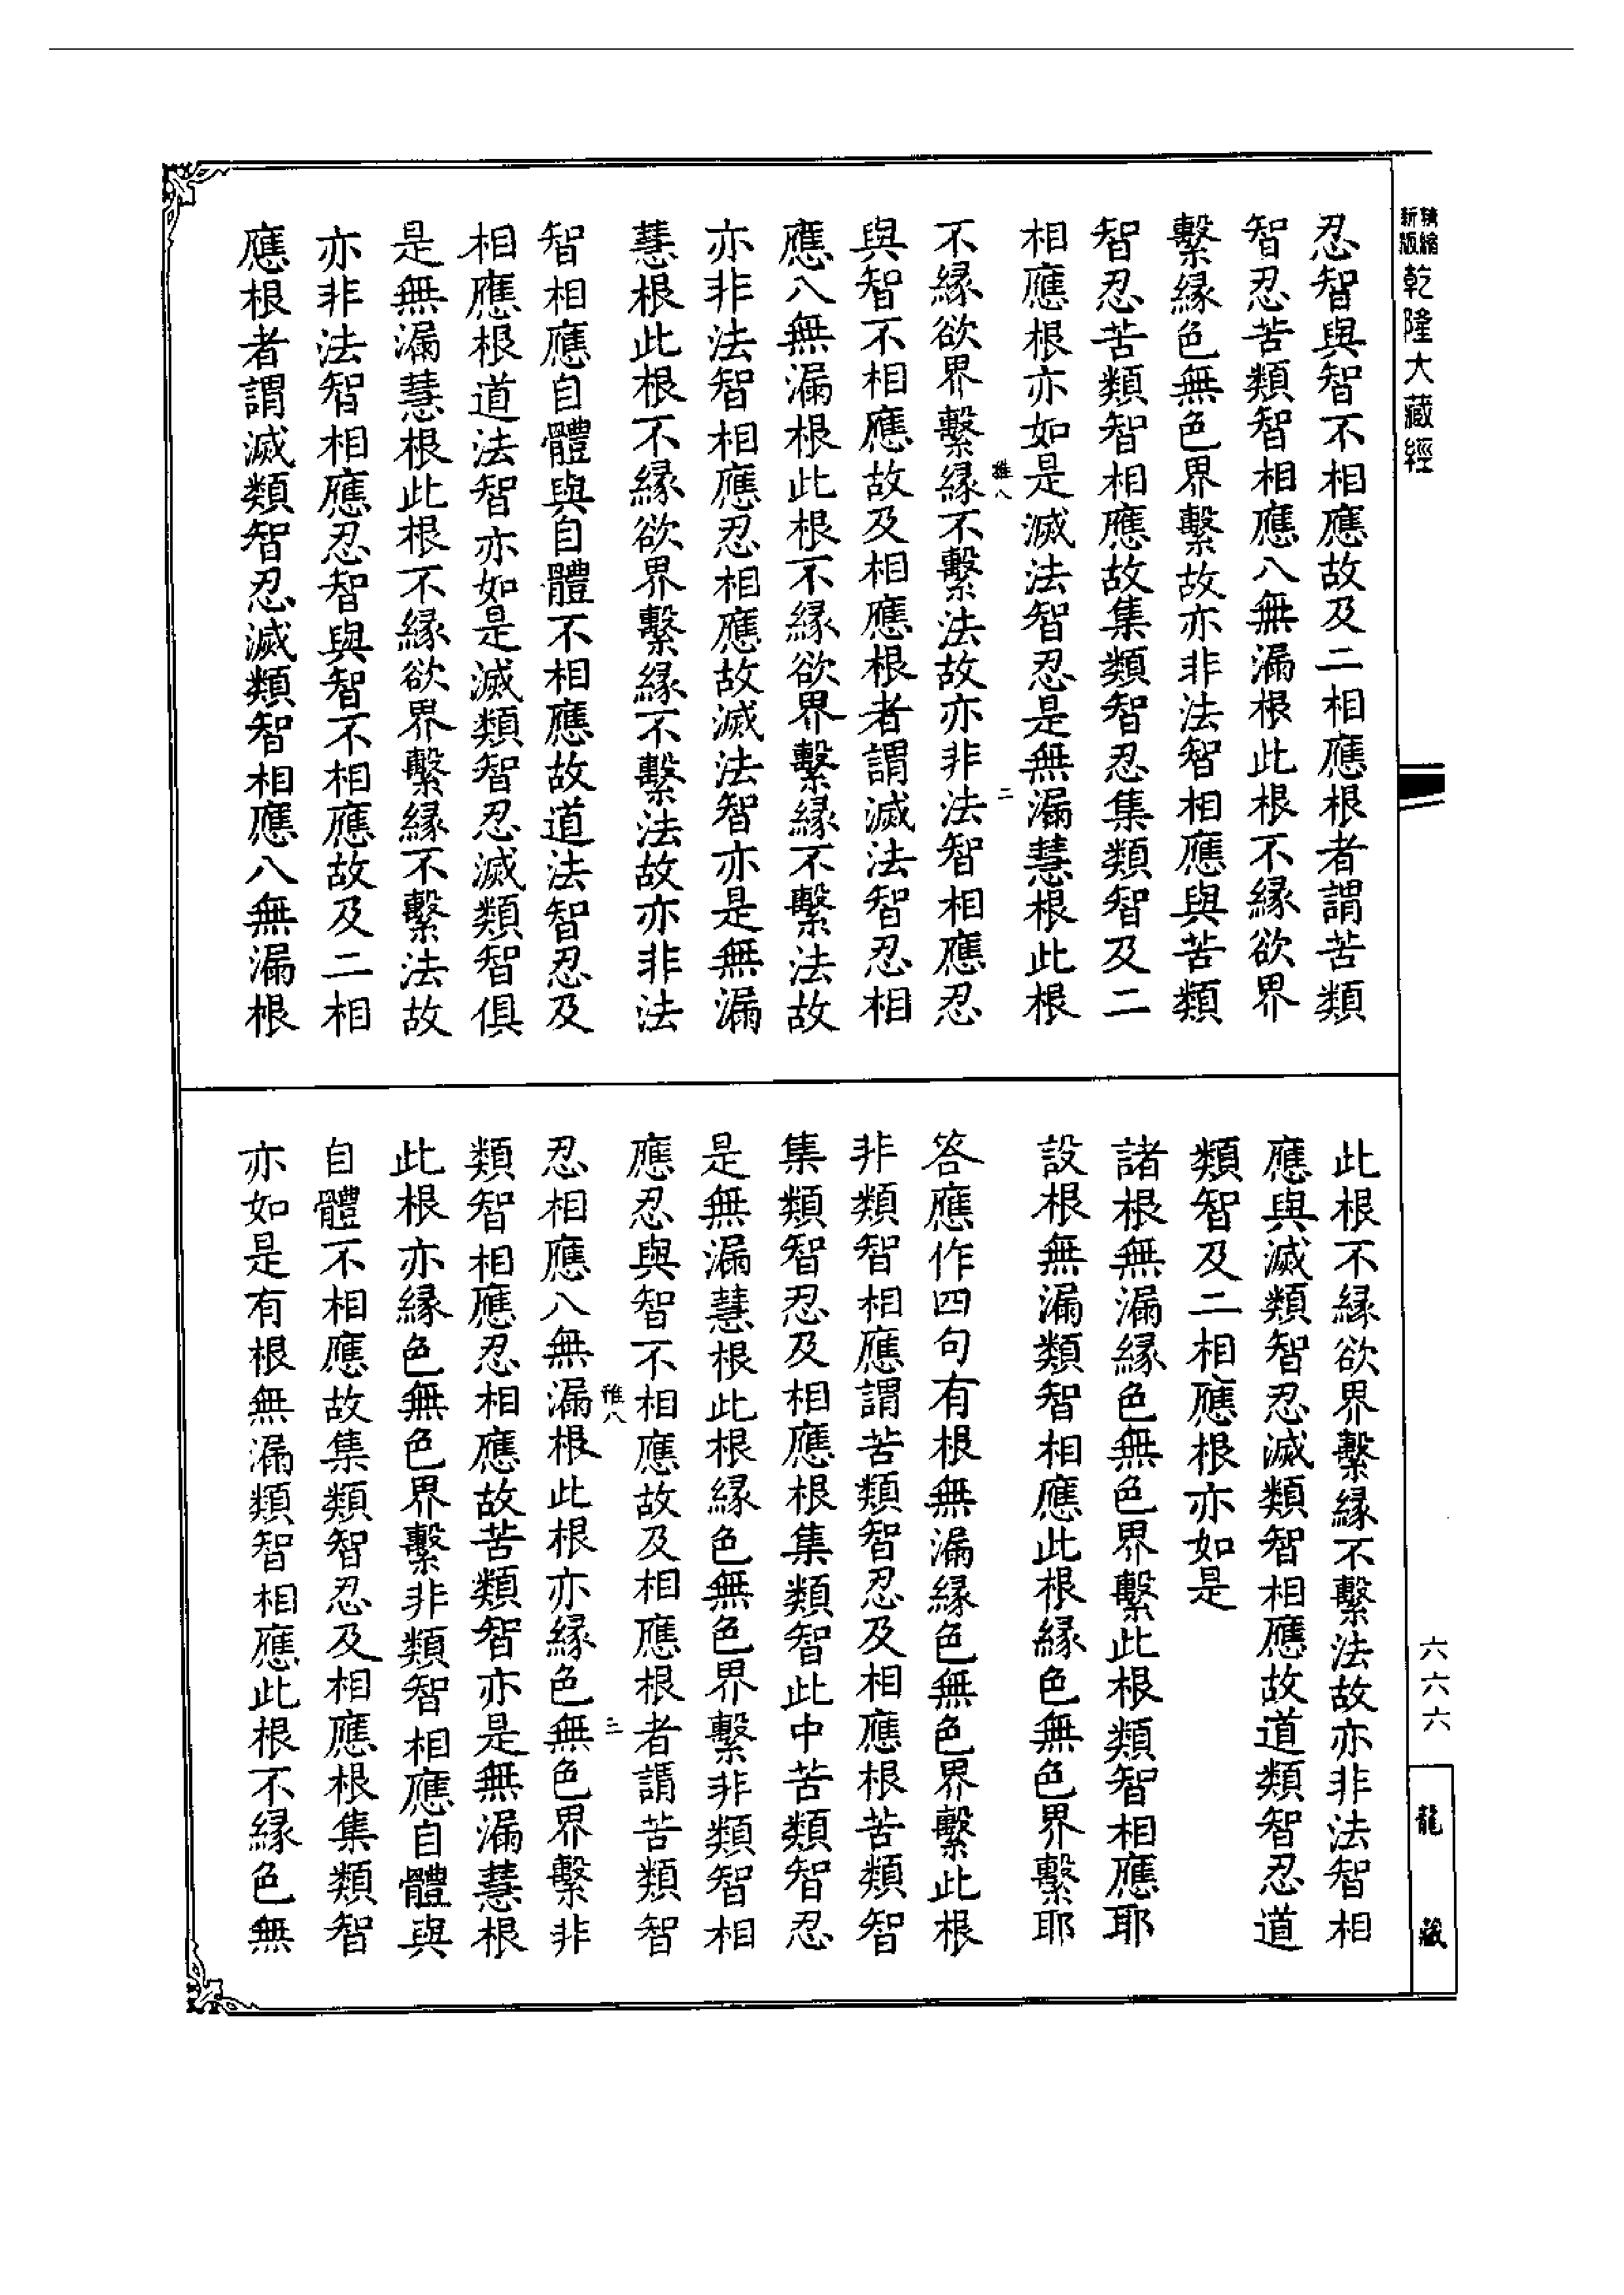 精縮新版乾隆大藏經
忍智與智不相應故及二相應根者謂苦類
智忍苦類智相應八無漏根此根不緣欲界
繫緣色無色界繫故亦非法智相應與苦類
智忍苦類智相應故集類智忍集類智及二
相應根亦如是滅法智忍是無漏慧根此根
不緣欲界繫緣不繫法故亦非法智相應忍
與智不相應故及相應根者謂滅法智忍相
應八無漏根此根不緣欲界繫緣不繫法故
亦非法智相應忍相應故滅法智亦是無漏
慧根此根不緣欲界繫緣不繫法故亦非法
智相應自體與自體不相應故道法智忍及
相應根道法智亦如是滅類智忍滅類智俱
是無漏慧根此根不緣欲界繫緣不繫法故
亦非法智相應忍智與智不相應故及二相
應根者謂滅類智忍滅類智相應八無漏根
此根不緣欲界繫緣不繫法故亦非法智相
應與滅類智忍滅類智相應故道類智忍道
類智及二相應根亦如是
諸根無漏緣色無色界繫此根類智相應耶
設根無漏類智相應此根緣色無色界繫耶
答應作四句有根無漏緣色無色界繫此根
非類智相應謂苦類智忍及相應根苦類智
集類智忍及相應根集類智此中苦類智忍
是無漏慧根此根緣色無色界繫非類智相
應忍與智不相應故及相應根者謂苦類智
忍相應八無漏根此根亦緣色無色界繫非
類智相應忍相應故苦類智亦是無漏慧根
此根亦緣色無色界繫非類智相應自體與
自體不相應故集類智忍及相應根集類智
亦如是有根無漏類智相應此根不緣色無
六六六
龍藏